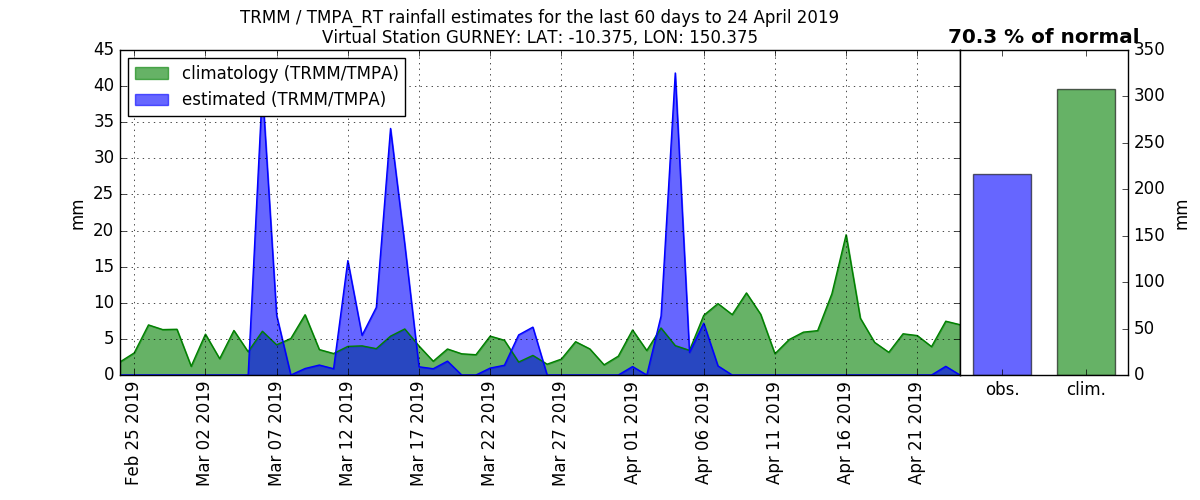 TRMM / TMPA_RT rainfall estimates for the last 60 days to 24 April 2019
Virtual Station GURNEY: LAT: -10.375, LON: 150.375
70.3 % of normal
climatology (TRMM/TMPA)
estimated (TRMM/TMPA)
45
40
35
30
25
20
15
10
5
0
mm
Feb 25 2019
Mar 02 2019
Mar 07 2019
Mar 12 2019
Mar 17 2019
Mar 22 2019
Mar 27 2019
Apr 01 2019
Apr 06 2019
Apr 11 2019
Apr 16 2019
Apr 21 2019
obs.
clim.
350
300
250
200
150
100
50
0
mm